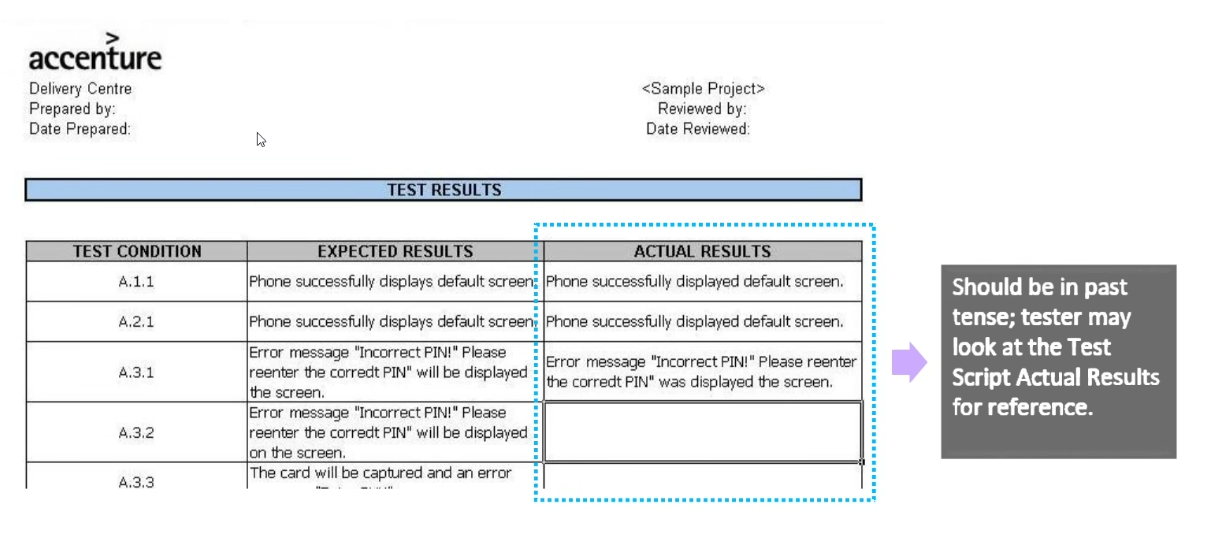 >
accenture
Delivery Centre
<Sample Project>
Prepared by:
Reviewed by:
Date Prepared:
Date Reviewed:
TEST RESULTS
TEST CONDITION
EXPECTED RESULTS
ACTUAL RESULTS
A.1.1
Phone successfully displays default screen.
Phone successfully displayed default screen.
A.2.1
Phone successfully displays default screen.
Phone successfully displayed default screen.
A.3.1
Error message "Incorrect PIN!" Please
reenter the corredt PIN" will be displayed
the screen.
Error message "Incorrect PIN!" Please reenter
the corredt PIN" was displayed the screen.
A.3.2
Error message "Incorrect PIN!" Please
reenter the corredt PIN" will be displayed
on the screen.
A.3.3
The card will be captured and an error
Should be in past
tense; tester may
look at the Test
Script Actual Results
for reference.